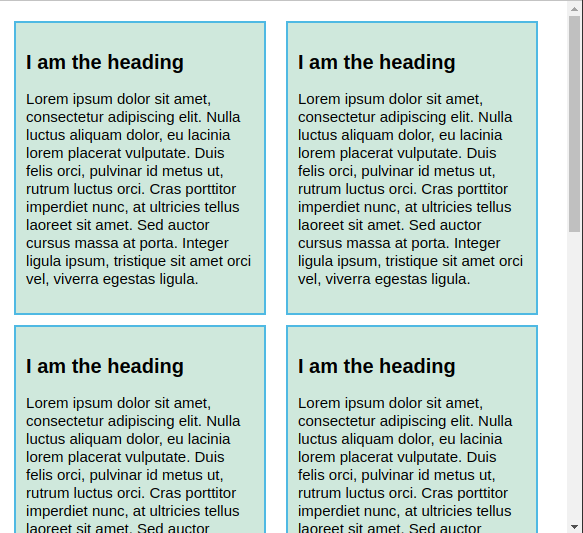 I am the heading
Lorem ipsum dolor sit amet,
consectetur adipiscing elit. Nulla
luctus aliquam dolor, eu lacinia
lorem placerat vulputate. Duis
felis orci, pulvinar id metus ut,
rutrum luctus orci. Cras porttitor
imperdiet nunc, at ultricies tellus
laoreet sit amet. Sed auctor
cursus massa at porta. Integer
ligula ipsum, tristique sit amet orci
vel, viverra egestas ligula.
I am the heading
Lorem ipsum dolor sit amet,
consectetur adipiscing elit. Nulla
luctus aliquam dolor, eu lacinia
lorem placerat vulputate. Duis
felis orci, pulvinar id metus ut,
rutrum luctus orci. Cras porttitor
imperdiet nunc, at ultricies tellus
laoreet sit amet. Sed auctor
cursus massa at porta. Integer
ligula ipsum, tristique sit amet orci
vel, viverra egestas ligula.
I am the heading
Lorem ipsum dolor sit amet,
consectetur adipiscing elit. Nulla
luctus aliquam dolor, eu lacinia
lorem placerat vulputate. Duis
felis orci, pulvinar id metus ut,
rutrum luctus orci. Cras porttitor
imperdiet nunc, at ultricies tellus
laoreet sit amet. Sed auctor
I am the heading
Lorem ipsum dolor sit amet,
consectetur adipiscing elit. Nulla
luctus aliquam dolor, eu lacinia
lorem placerat vulputate. Duis
felis orci, pulvinar id metus ut,
rutrum luctus orci. Cras porttitor
imperdiet nunc, at ultricies tellus
laoreet sit amet. Sed auctor